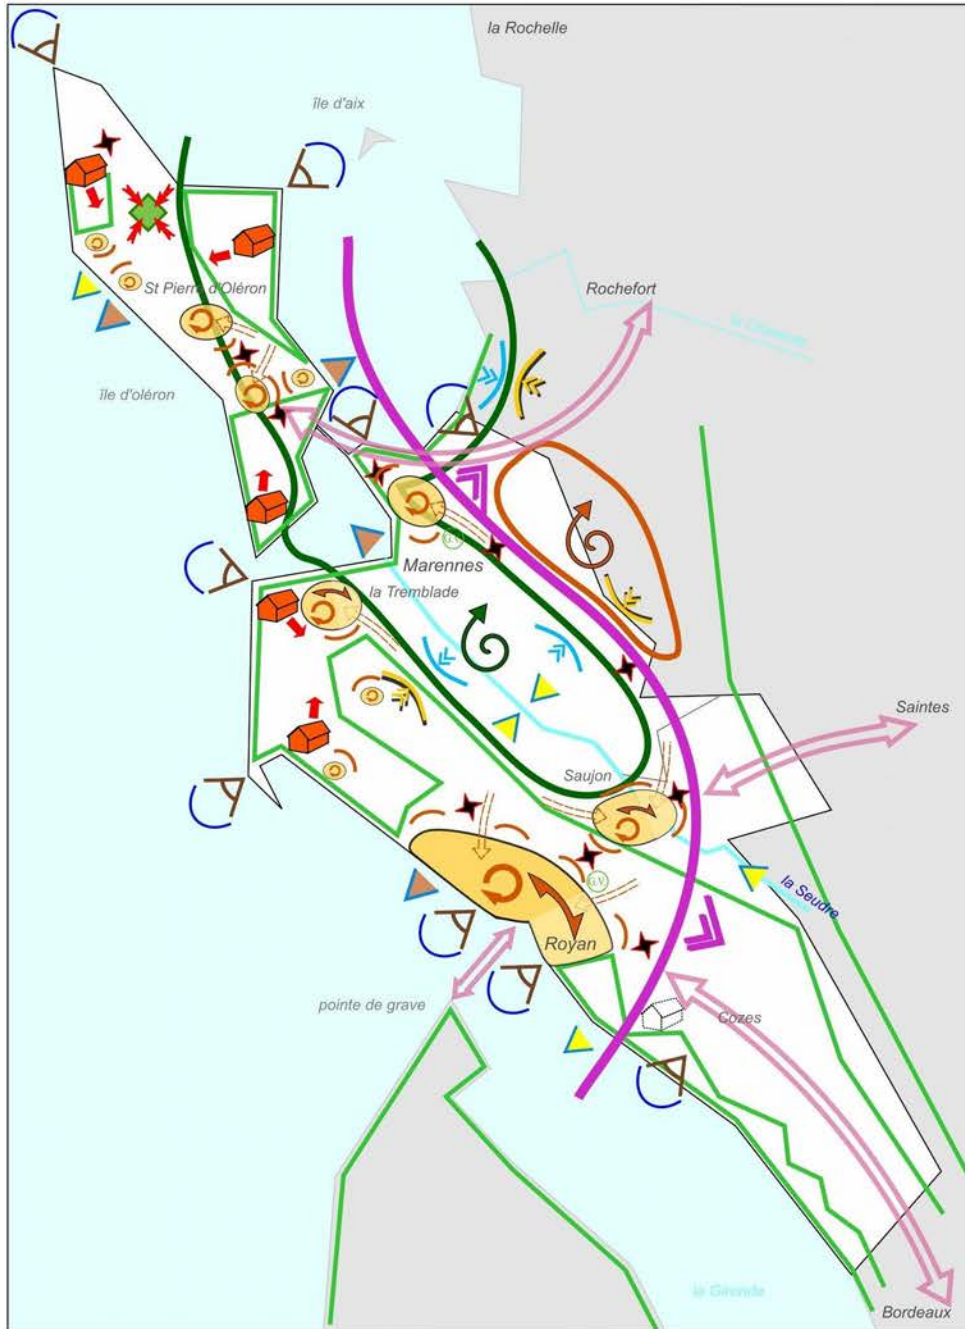 la Rochelle
île d'aix
St Pierre d'Oléron
Rochefort
la Charente
île d'oléron
G.V.
Marennes
la Tremblade
Saintes
Saujon
G.V.
la Seudre
Royan
pointe de grave
Cozes
la Gironde
Bordeaux